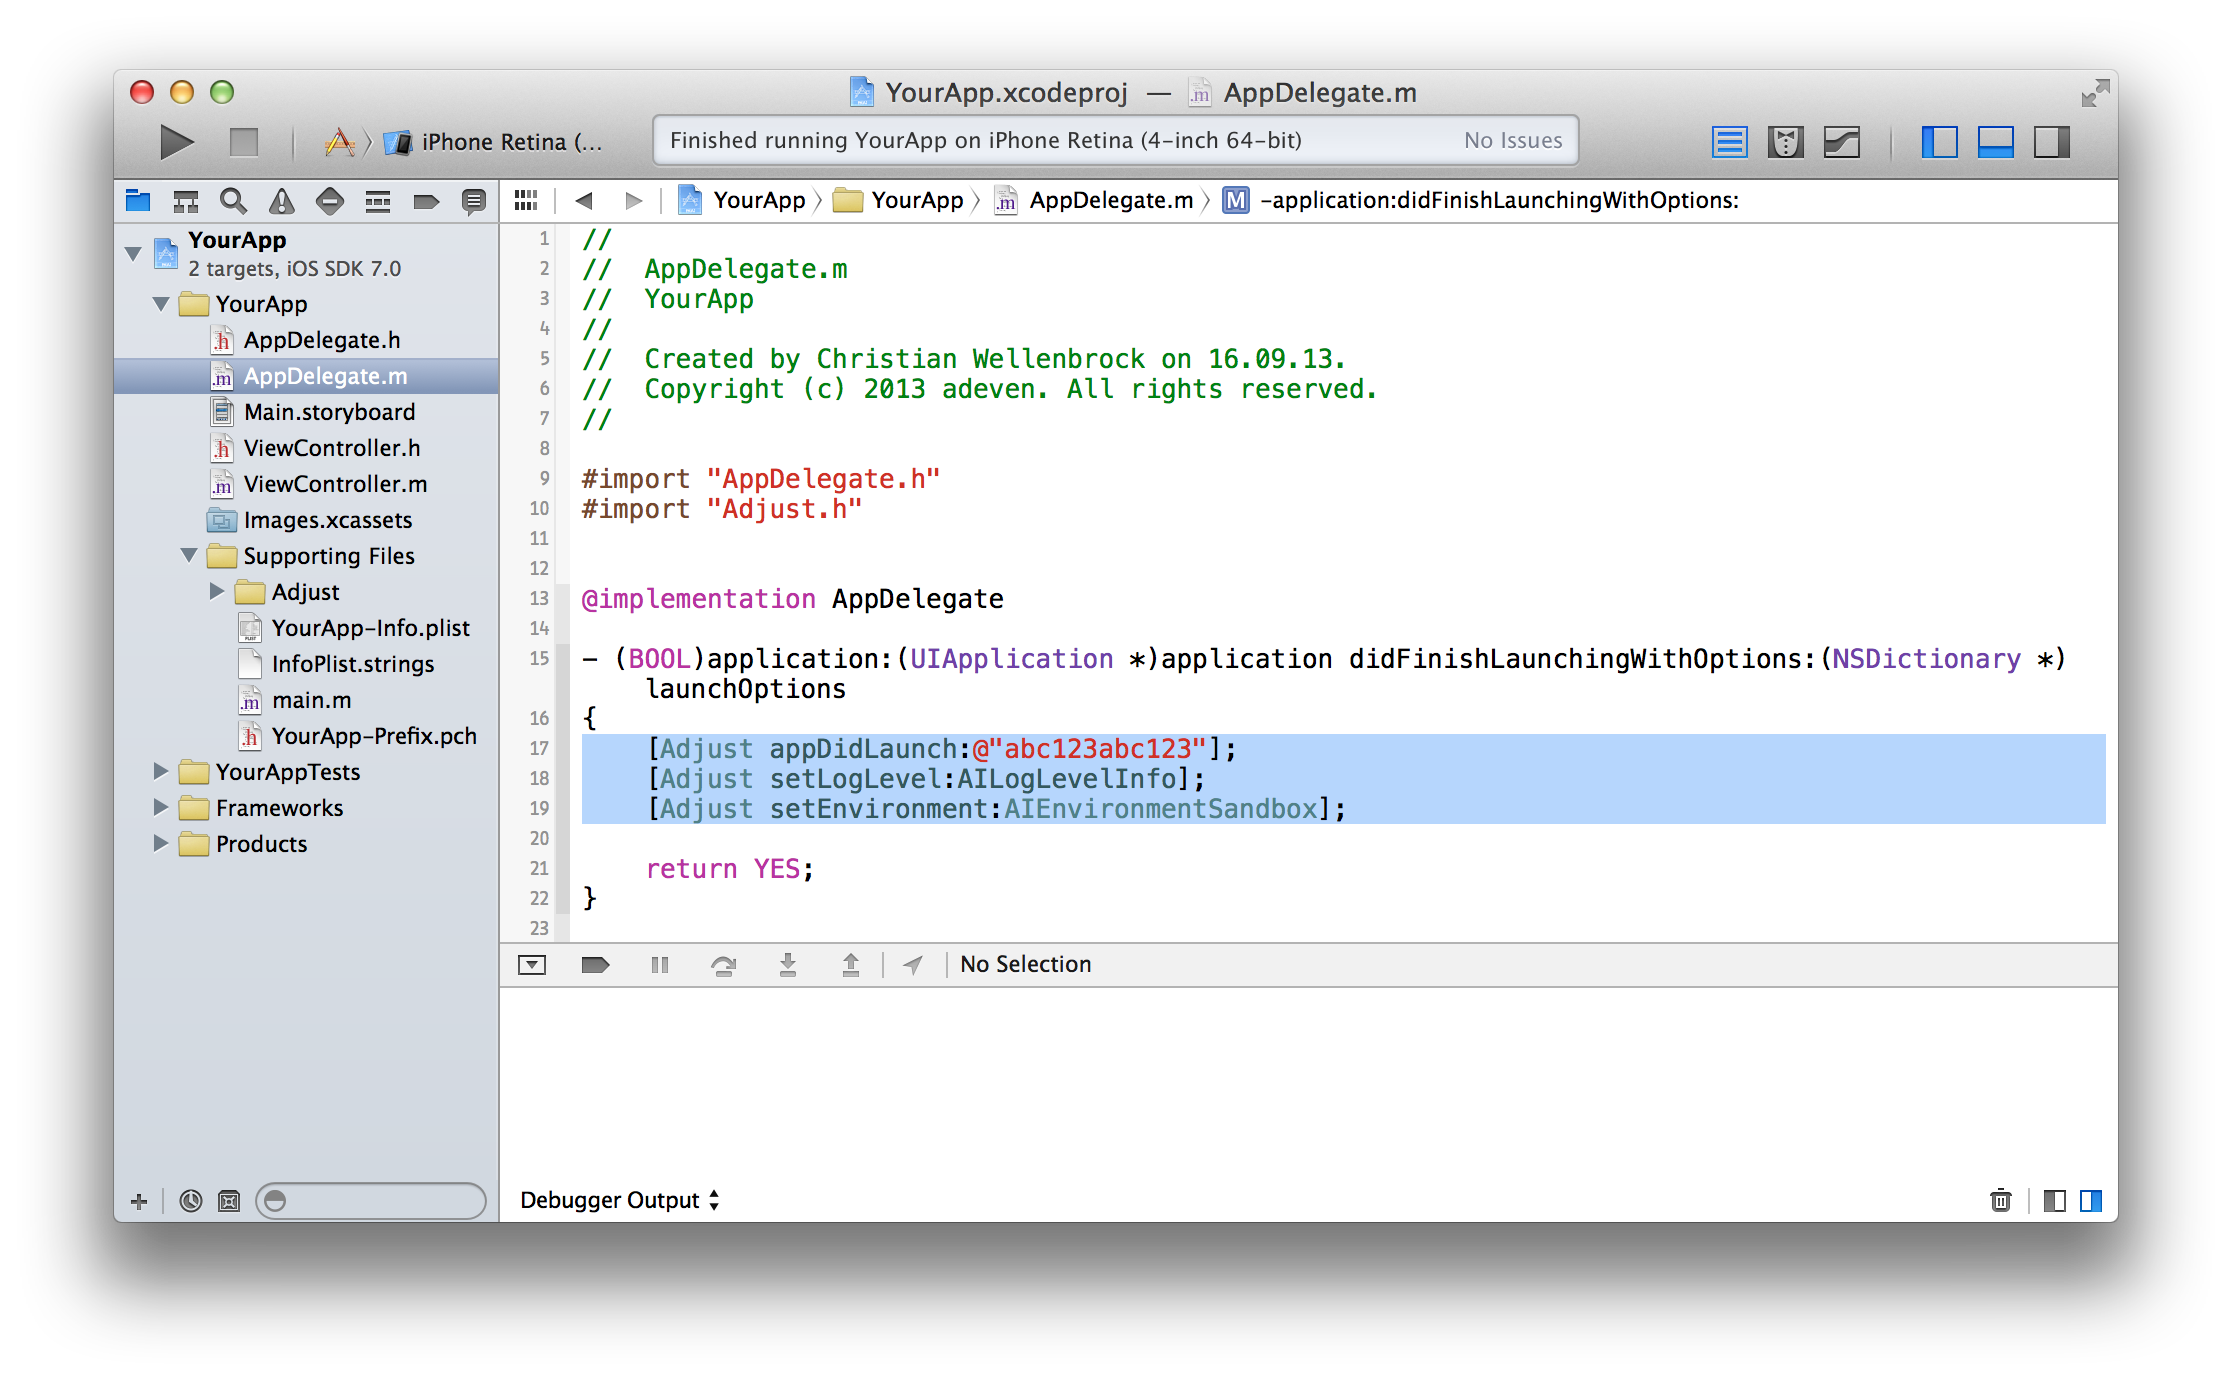 YourApp.xcodeproj — AppDelegate.m
iPhone Retina (...
Finished running YourApp on iPhone Retina (4-inch 64-bit)
No Issues
YourApp
YourApp
AppDelegate.m
M
-application:didFinishLaunchingWithOptions:
YourApp
2 targets, iOS SDK 7.0
YourApp
.h AppDelegate.h
.m AppDelegate.m
Main.storyboard
.h ViewController.h
.m ViewController.m
Images.xcassets
Supporting Files
Adjust
YourApp-Info.plist
InfoPlist.strings
.m main.m
.h YourApp-Prefix.pch
YourAppTests
Frameworks
Products
1 //
2 //  AppDelegate.m
3 //  YourApp
4 //
5 //  Created by Christian Wellenbrock on 16.09.13.
6 //  Copyright (c) 2013 adeven. All rights reserved.
7 //
8
9 #import "AppDelegate.h"
10 #import "Adjust.h"
11
12
13 @implementation AppDelegate
14
15 - (BOOL)application:(UIApplication *)application didFinishLaunchingWithOptions:(NSDictionary *)
launchOptions
16 {
17     [Adjust appDidLaunch:@"abc123abc123"];
18     [Adjust setLogLevel:AILogLevelInfo];
19     [Adjust setEnvironment:AIEnvironmentSandbox];
20
21     return YES;
22 }
23
No Selection
Debugger Output